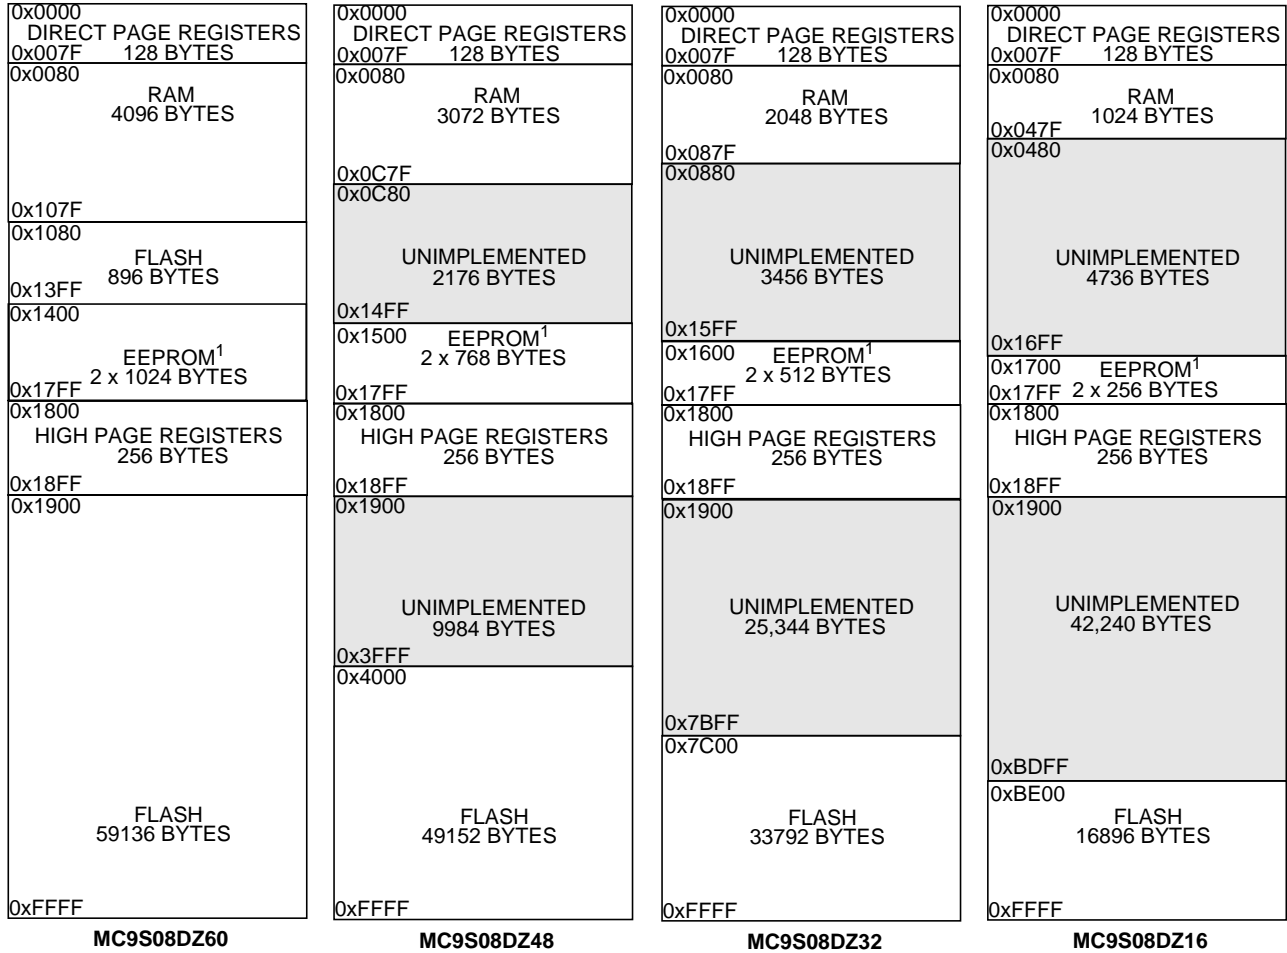 0x0000
DIRECT PAGE REGISTERS
0x007F 128 BYTES
0x0080
RAM
4096 BYTES
0x107F
0x1080
FLASH
896 BYTES
0x13FF
0x1400
EEPROM1
2 x 1024 BYTES
0x17FF
0x1800
HIGH PAGE REGISTERS
256 BYTES
0x18FF
0x1900
FLASH
59136 BYTES
0xFFFF
MC9S08DZ60
0x0000
DIRECT PAGE REGISTERS
0x007F 128 BYTES
0x0080
RAM
3072 BYTES
0x0C7F
0x0C80
UNIMPLEMENTED
2176 BYTES
0x14FF
0x1500 EEPROM1
2 x 768 BYTES
0x17FF
0x1800
HIGH PAGE REGISTERS
256 BYTES
0x18FF
0x1900
UNIMPLEMENTED
9984 BYTES
0x3FFF
0x4000
FLASH
49152 BYTES
0xFFFF
MC9S08DZ48
0x0000
DIRECT PAGE REGISTERS
0x007F 128 BYTES
0x0080
RAM
2048 BYTES
0x087F
0x0880
UNIMPLEMENTED
3456 BYTES
0x15FF
0x1600 EEPROM1
2 x 512 BYTES
0x17FF
0x1800
HIGH PAGE REGISTERS
256 BYTES
0x18FF
0x1900
UNIMPLEMENTED
25,344 BYTES
0x7BFF
0x7C00
FLASH
33792 BYTES
0xFFFF
MC9S08DZ32
0x0000
DIRECT PAGE REGISTERS
0x007F 128 BYTES
0x0080
RAM
1024 BYTES
0x047F
0x0480
UNIMPLEMENTED
4736 BYTES
0x16FF
0x1700 EEPROM1
0x17FF 2 x 256 BYTES
0x1800
HIGH PAGE REGISTERS
256 BYTES
0x18FF
0x1900
UNIMPLEMENTED
42,240 BYTES
0xBDFF
0xBE00
FLASH
16896 BYTES
0xFFFF
MC9S08DZ16